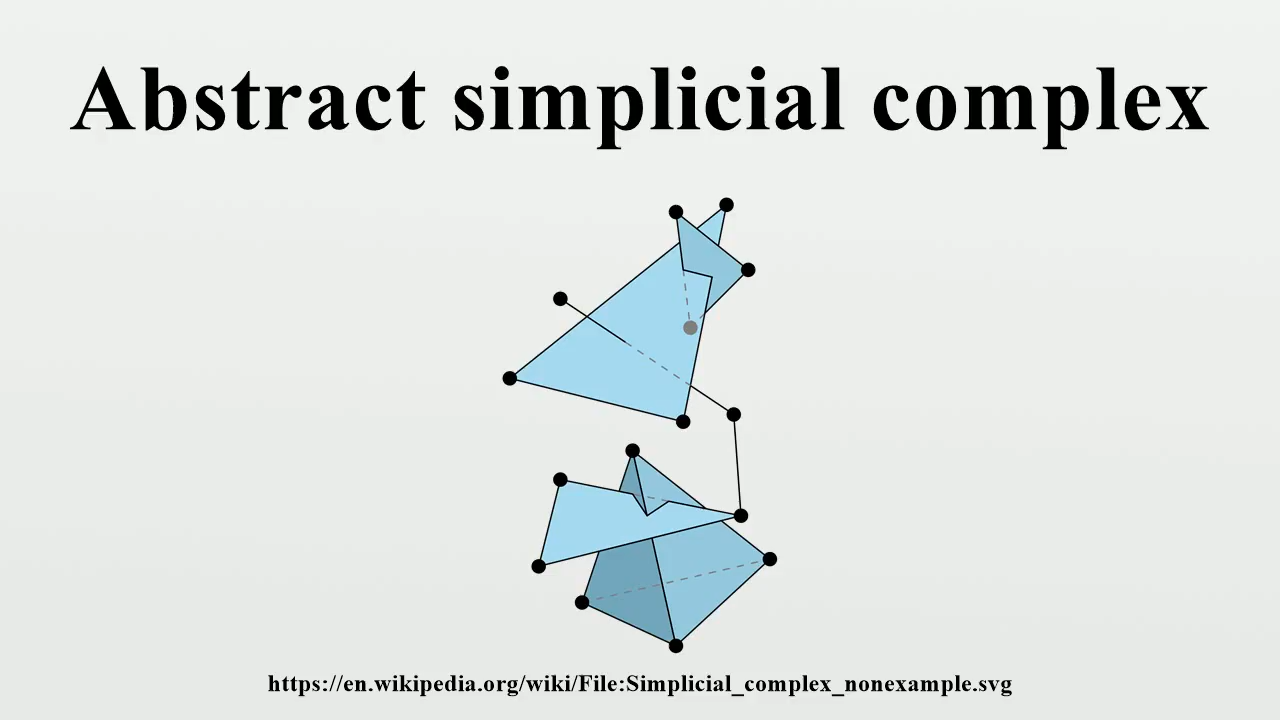 Abstract simplicial complex
https://en.wikipedia.org/wiki/File:Simplicial_complex_nonexample.svg